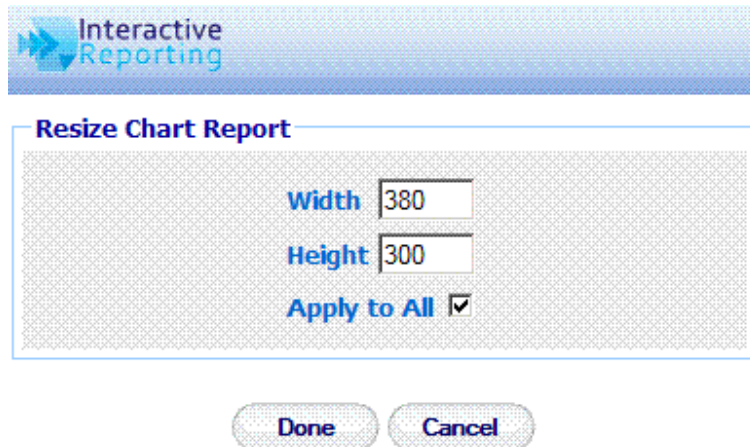 Interactive
Reporting
Resize Chart Report
Width 380
Height 300
Apply to All
Done Cancel